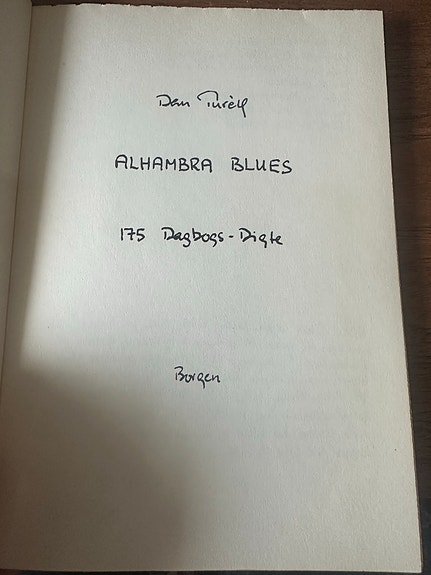 Dan Turèll
ALHAMBRA BLUES
175 Dagbogs-Digte
Borgen